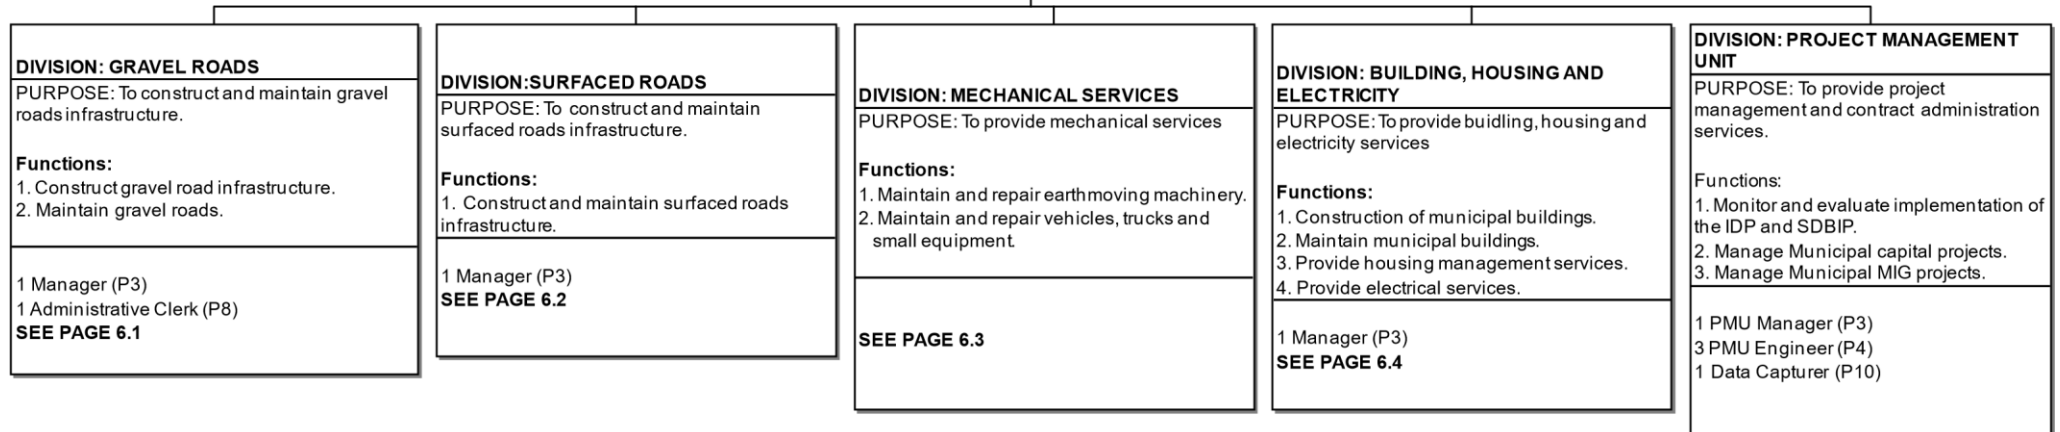 DIVISION: GRAVEL ROADS
PURPOSE: To construct and maintain gravel
roads infrastructure.
Functions:
1. Construct gravel road infrastructure.
2. Maintain gravel roads.
1 Manager (P3)
1 Administrative Clerk (P8)
SEE PAGE 6.1
DIVISION:SURFACED ROADS
PURPOSE: To construct and maintain
surfaced roads infrastructure.
Functions:
1. Construct and maintain surfaced roads
infrastructure.
1 Manager (P3)
SEE PAGE 6.2
DIVISION: MECHANICAL SERVICES
PURPOSE: To provide mechanical services
Functions:
1. Maintain and repair earthmoving machinery.
2. Maintain and repair vehicles, trucks and
small equipment.
SEE PAGE 6.3
DIVISION: BUILDING, HOUSING AND
ELECTRICITY
PURPOSE: To provide buidling, housing and
electricity services
Functions:
1. Construction of municipal buildings.
2. Maintain municipal buildings.
3. Provide housing management services.
4. Provide electrical services.
1 Manager (P3)
SEE PAGE 6.4
DIVISION: PROJECT MANAGEMENT
UNIT
PURPOSE: To provide project
management and contract administration
services.
Functions:
1. Monitor and evaluate implementation of
the IDP and SDBIP.
2. Manage Municipal capital projects.
3. Manage Municipal MIG projects.
1 PMU Manager (P3)
3 PMU Engineer (P4)
1 Data Capturer (P10)